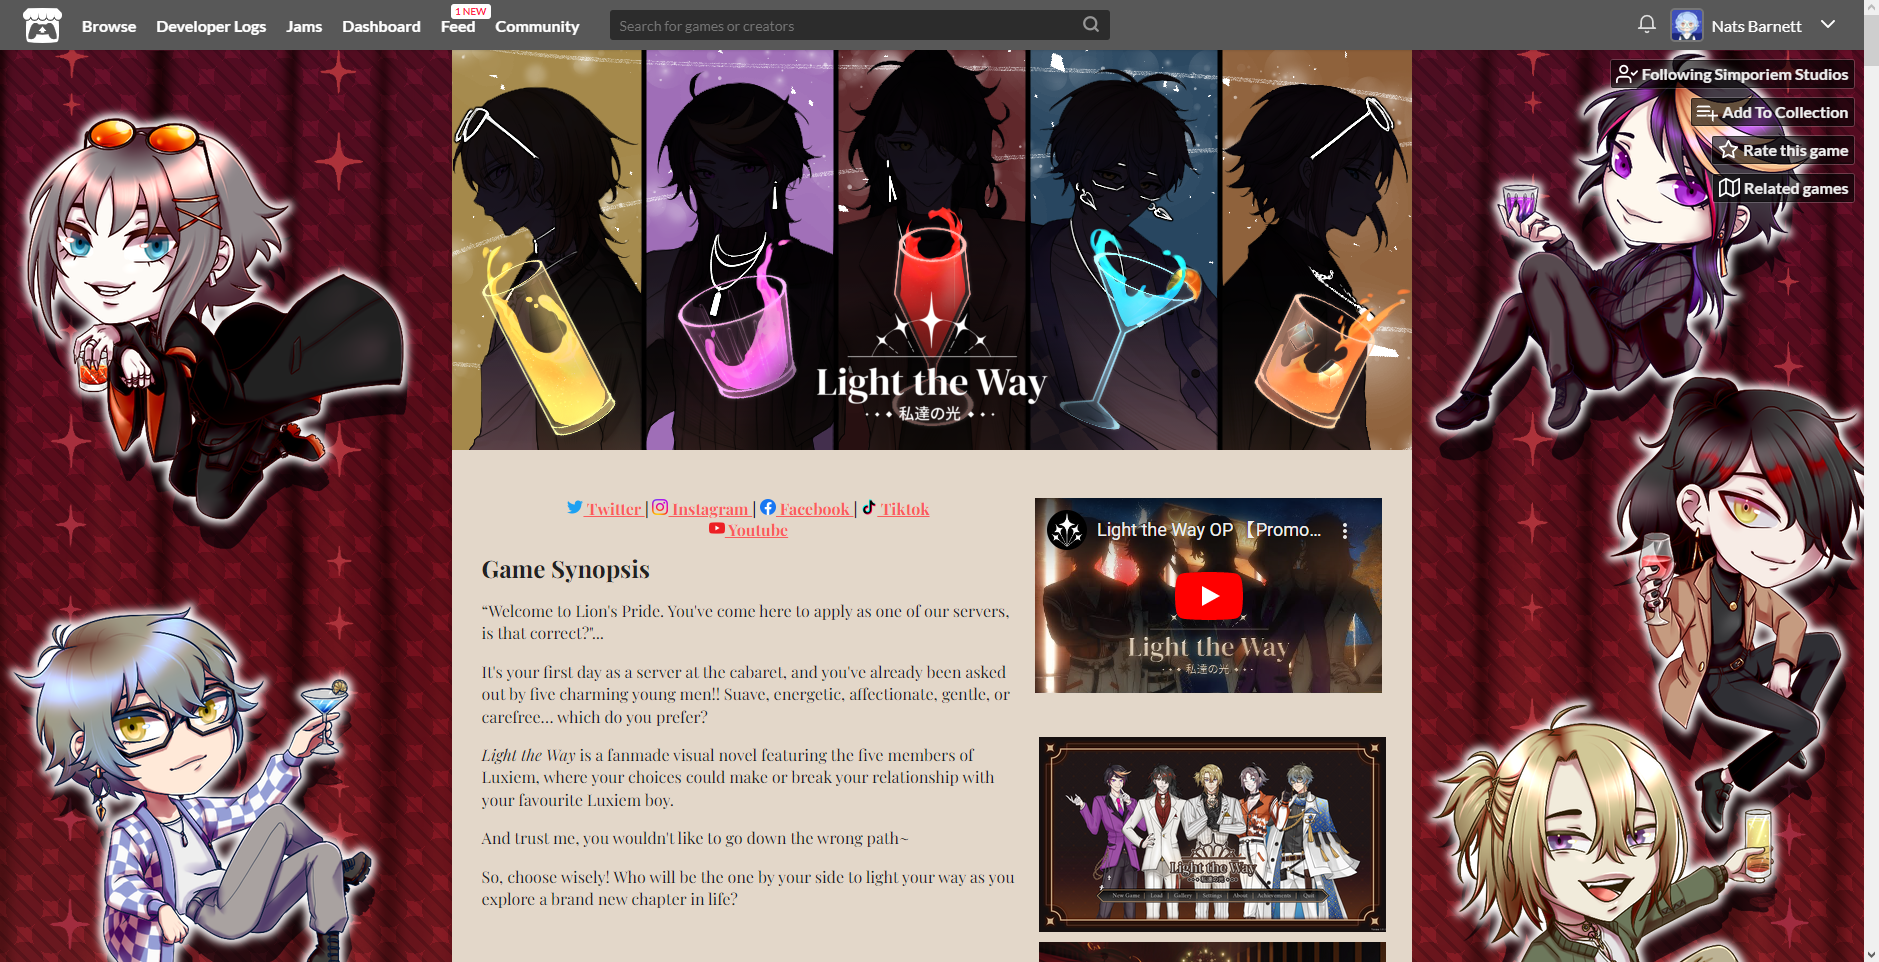 Browse Developer Logs Jams Dashboard Feed 1 NEW Community Search for games or creators Nats Barnett
Following Simporiem Studios
Add To Collection
Rate this game
Related games
Light the Way
私達の光
Twitter | Instagram | Facebook | Tiktok
Youtube
Game Synopsis
“Welcome to Lion's Pride. You've come here to apply as one of our servers,
is that correct?"...
It's your first day as a server at the cabaret, and you've already been asked
out by five charming young men!! Suave, energetic, affectionate, gentle, or
carefree... which do you prefer?
Light the Way is a fanmade visual novel featuring the five members of
Luxiem, where your choices could make or break your relationship with
your favourite Luxiem boy.
And trust me, you wouldn't like to go down the wrong path~
So, choose wisely! Who will be the one by your side to light your way as you
explore a brand new chapter in life?
Light the Way OP 【Promo...
Light the Way
私達の光
Light the Way
私達の光
New Game | Load | Gallery | Settings | About | Achievements | Quit